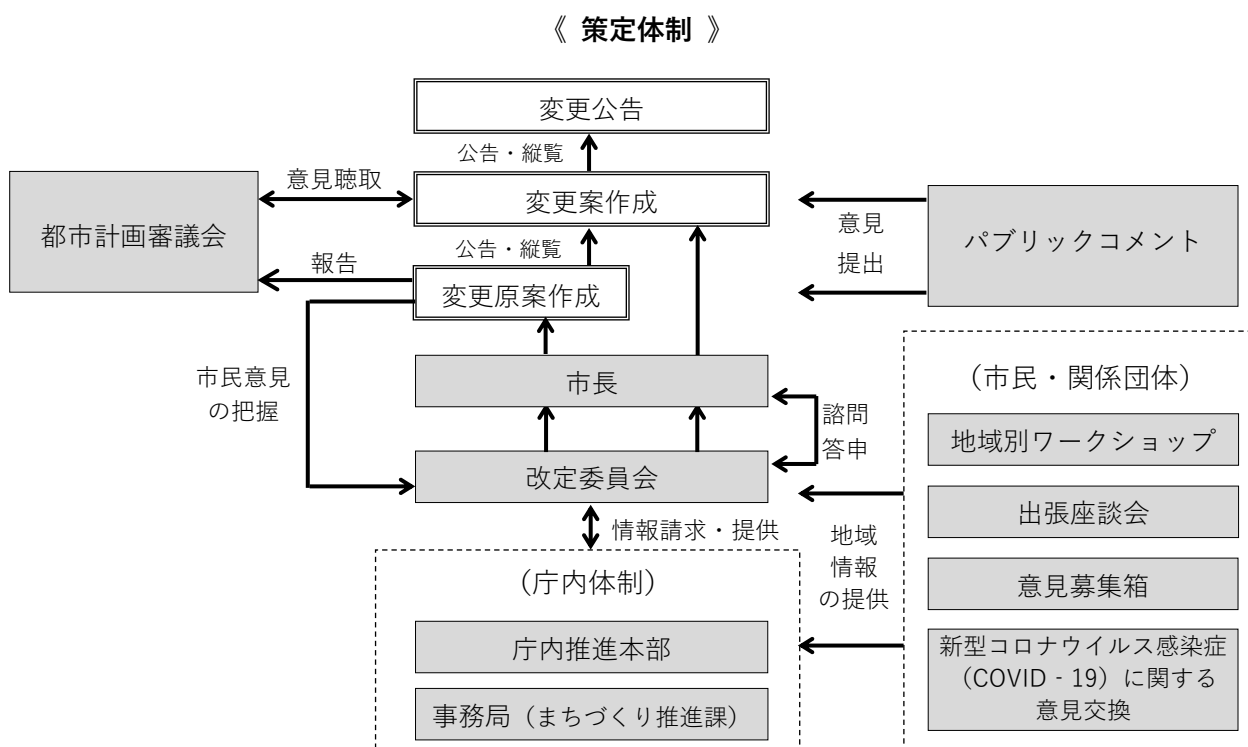 《 策定体制 》
変更公告
公告・縦覧
意見聴取
変更案作成
都市計画審議会
意見
提出
パブリックコメント
公告・縦覧
報告
変更原案作成
市民意見
の把握
市長
諮問
答申
改定委員会
情報請求・提供
(市民・関係団体)
地域別ワークショップ
出張座談会
意見募集箱
新型コロナウイルス感染症
(COVID‐19)に関する
意見交換
地域
情報
の提供
(庁内体制)
庁内推進本部
事務局(まちづくり推進課)